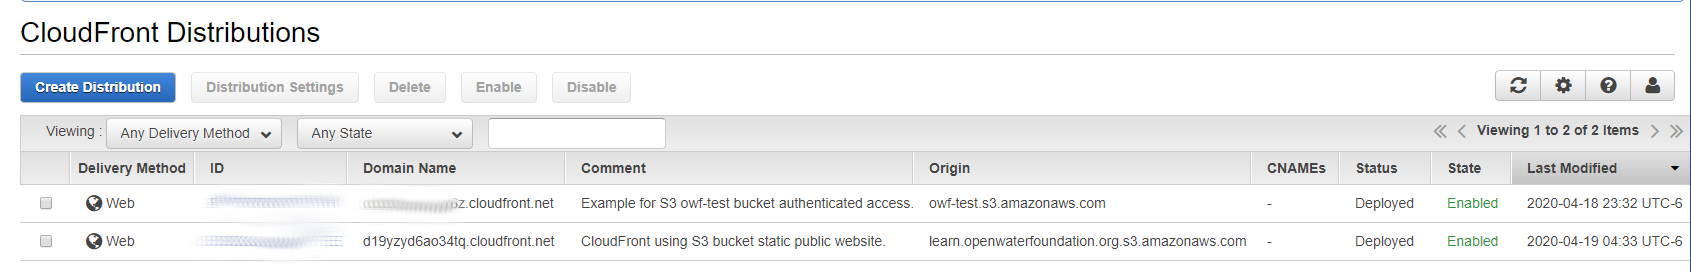 CloudFront Distributions
Create Distribution Distribution Settings Delete Enable Disable
Viewing : Any Delivery Method Any State Viewing 1 to 2 of 2 Items
Delivery Method ID Domain Name Comment Origin CNAMEs Status State Last Modified
Web 6z.cloudfront.net Example for S3 owf-test bucket authenticated access. owf-test.s3.amazonaws.com - Deployed Enabled 2020-04-18 23:32 UTC-6
Web d19yzyd6ao34tq.cloudfront.net CloudFront using S3 bucket static public website. learn.openwaterfoundation.org.s3.amazonaws.com - Deployed Enabled 2020-04-19 04:33 UTC-6